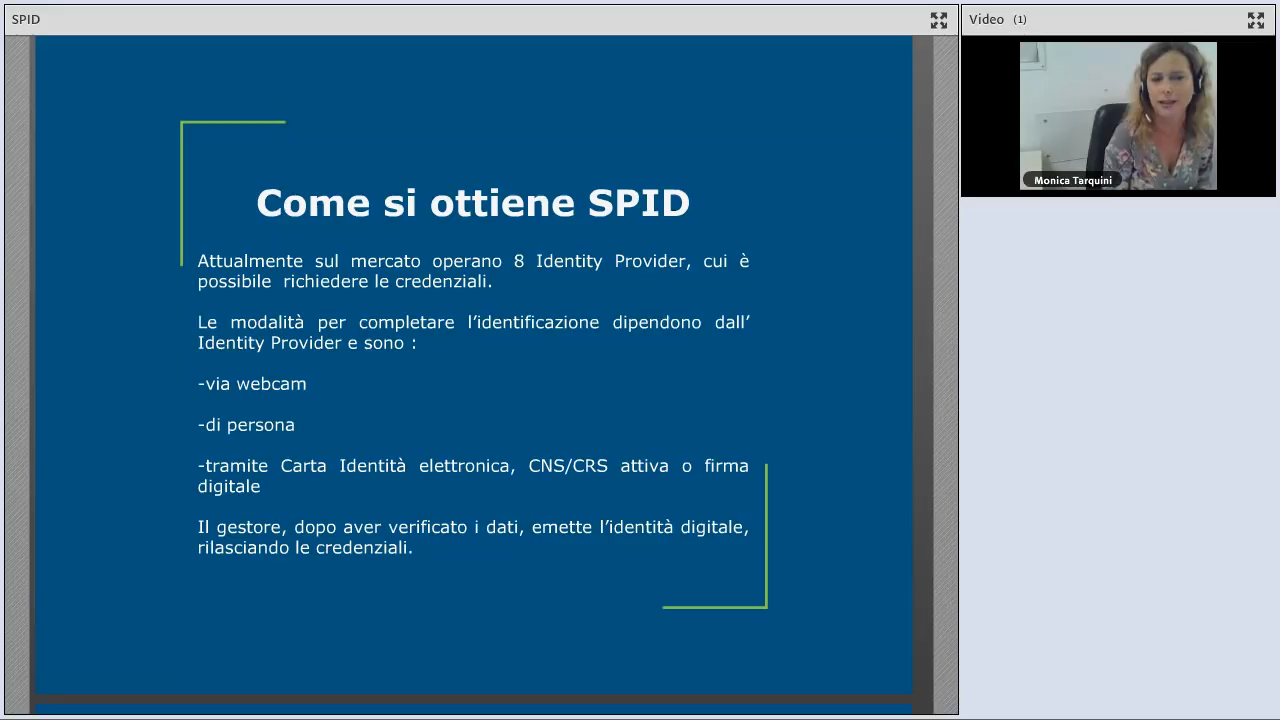 SPID
Video (1)
Monica Tarquini
Come si ottiene SPID
Attualmente sul mercato operano 8 Identity Provider, cui è
possibile richiedere le credenziali.
Le modalità per completare l’identificazione dipendono dall’
Identity Provider e sono :
-via webcam
-di persona
-tramite Carta Identità elettronica, CNS/CRS attiva o firma
digitale
Il gestore, dopo aver verificato i dati, emette l’identità digitale,
rilasciando le credenziali.